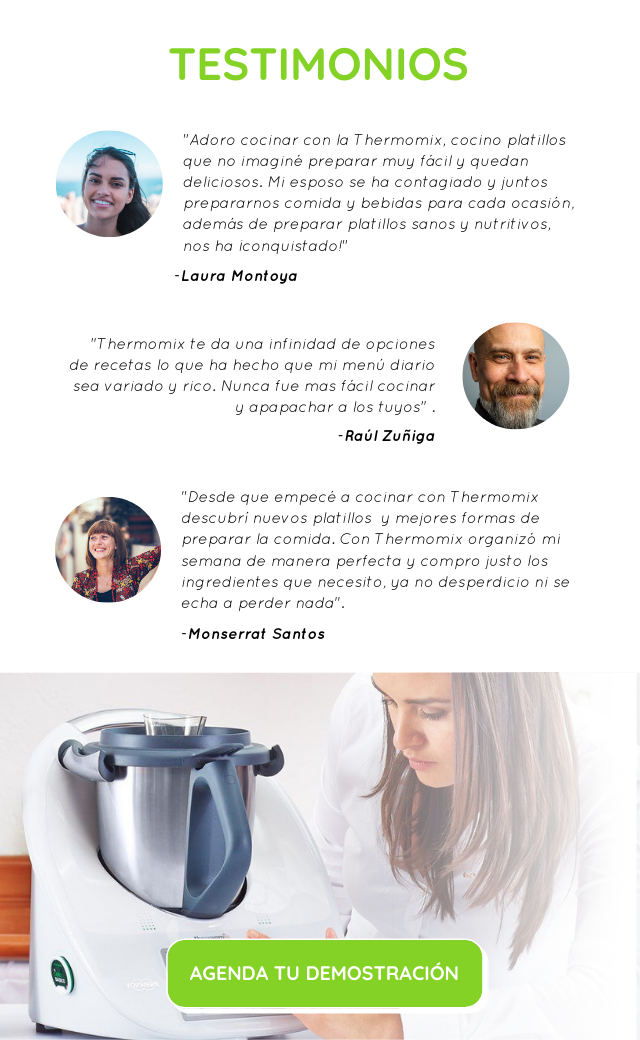 TESTIMONIOS
"Adoro cocinar con la Thermomix, cocino platillos
que no imaginé preparar muy fácil y quedan
deliciosos. Mi esposo se ha contagiado y juntos
prepararnos comida y bebidas para cada ocasión,
además de preparar platillos sanos y nutritivos,
nos ha iconquistado!"
-Laura Montoya
"Thermomix te da una infinidad de opciones
de recetas lo que ha hecho que mi menú diario
sea variado y rico. Nunca fue mas fácil cocinar
y apapachar a los tuyos" .
-Raúl Zuñiga
"Desde que empecé a cocinar con Thermomix
descubrí nuevos platillos y mejores formas de
preparar la comida. Con Thermomix organizó mi
semana de manera perfecta y compro justo los
ingredientes que necesito, ya no desperdicio ni se
echa a perder nada".
-Monserrat Santos
AGENDA TU DEMOSTRACIÓN